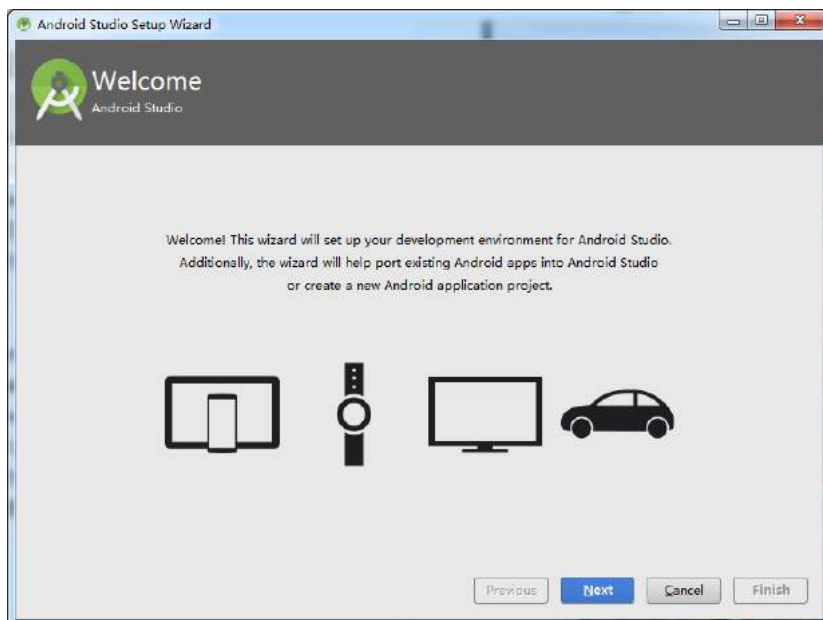 Android Studio Setup Wizard
Welcome
Android Studio
Welcome! This wizard will set up your development environment for Android Studio.
Additionally, the wizard will help port existing Android apps into Android Studio
or create a new Android application project.
Previous Next Cancel Finish